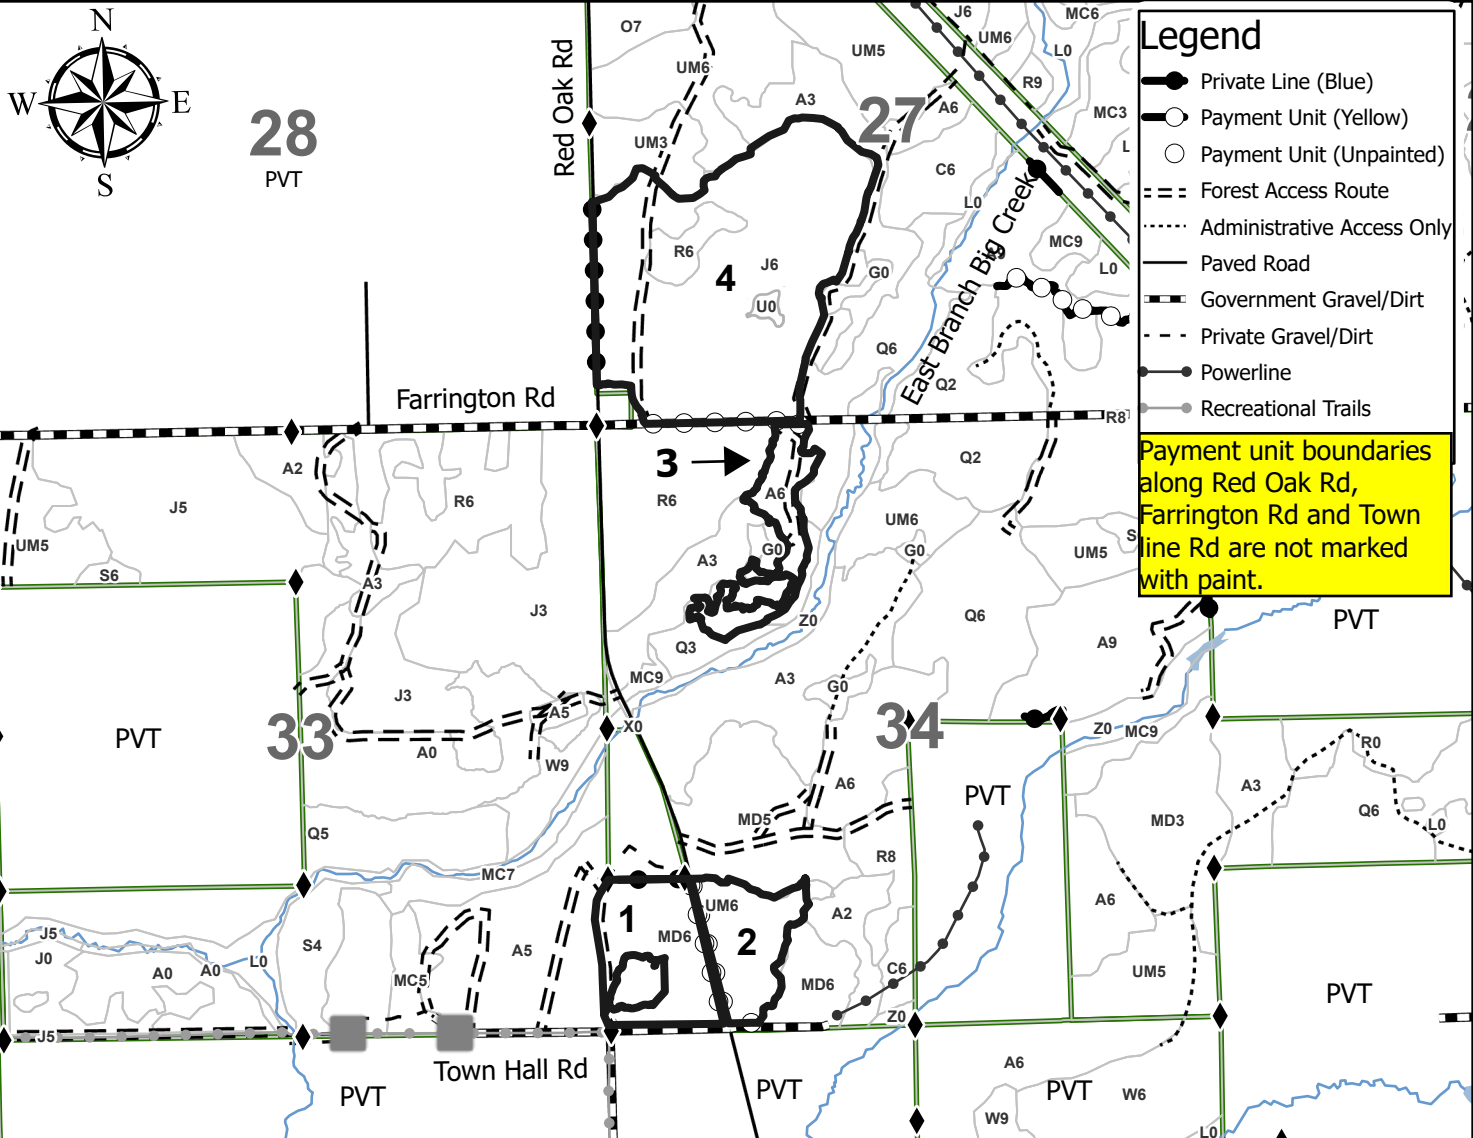 N
W E
S
28
PVT
Red Oak Rd
O7
UM6
UM5
J6
UM6
MC6
L0
R9
A3
27
A6
MC3
L
UM3
C6
L0
R6
J6
4
U0
G0
MC9
L0
East Branch Big Creek
Q6
Q2
R8
Farrington Rd
Legend
Private Line (Blue)
Payment Unit (Yellow)
Payment Unit (Unpainted)
Forest Access Route
Administrative Access Only
Paved Road
Government Gravel/Dirt
Private Gravel/Dirt
Powerline
Recreational Trails
Payment unit boundaries
along Red Oak Rd,
Farrington Rd and Town
line Rd are not marked
with paint.
A2
J5
R6
3
R6
A6
Q2
UM5
UM6
G0
G0
UM5
S
S6
A3
A3
J3
Z0
Q6
A9
PVT
Q3
MC9
A3
G0
J3
A5
X0
33
34
PVT
A0
W9
Z0
MC9
R0
A6
PVT
A3
MD5
MD3
Q6
L0
Q5
R8
MC7
1
UM6
A2
A6
J5
S4
A5
MD6
2
J0
A0
A0
L0
MC5
MD6
C6
UM5
PVT
J5
Z0
Town Hall Rd
A6
PVT
PVT
PVT
W6
W9
L0